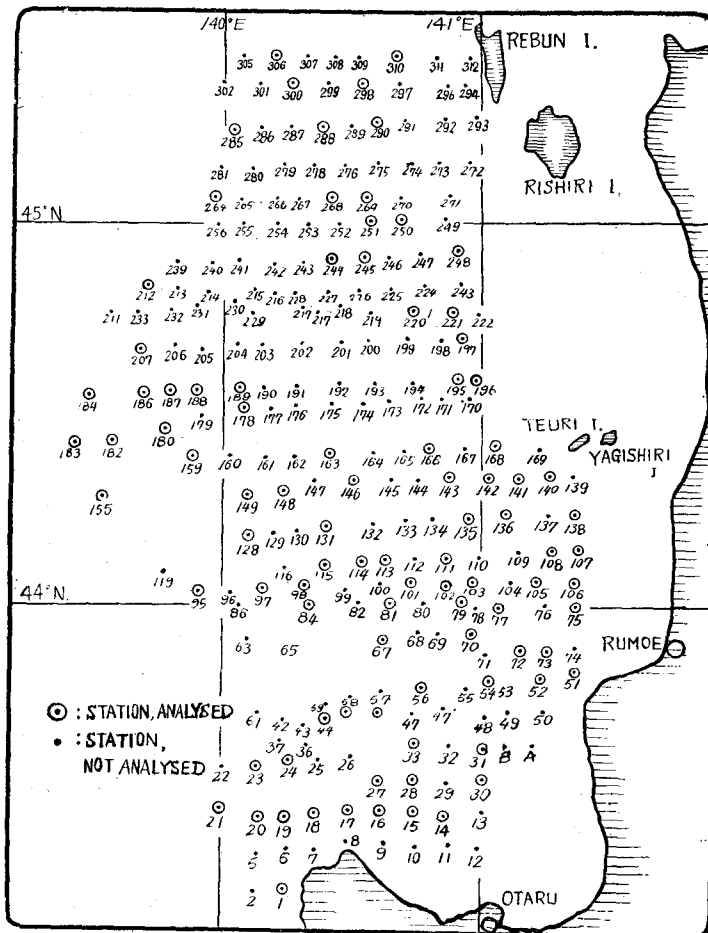 140°E 141°E
REBUN I.
305 306 307 308 309 310 311 312
302 301 300 299 298 297 296 294
285 286 287 288 289 290 291 292 293
281 280 279 278 276 275 274 273 272
RISHIRI I.
264 265 266 267 268 269 270 271
45°N
256 255 254 253 252 251 250 249
239 240 241 242 243 244 245 246 247 248
212 213 214 215 216 228 227 226 225 224 243
211 233 232 231 230 229 217 217 218 219 220 221 222
207 206 205 204 203 202 201 200 199 198 197
184 186 187 188 189 190 191 192 193 194 195 196
180 179 178 177 176 175 174 173 172 171 170
TEURI I.
YAGISHIRI
I
183 182 159 160 161 162 163 164 165 166 167 168 169
155 149 148 147 146 145 144 143 142 141 140 139
128 129 130 131 132 133 134 135 136 137 138
119 116 115 114 113 112 111 110 109 108 107
44°N
95 96 97 98 99 100 101 102 103 104 105 106
86 84 82 81 80 79 78 77 76 75
63 65 67 68 69 70 71 72 73 74
RUMOE
58 57 56 55 54 53 52 51
⊙ : STATION, ANALYSED
• : STATION,
NOT ANALYSED
61 42 43 44 47 47 48 49 50
37 36 33 32 31 B A
22 23 24 25 26
27 28 29 30
21 20 19 18 17 16 15 14 13
5 6 7 8 9 10 11 12
2 1
OTARU